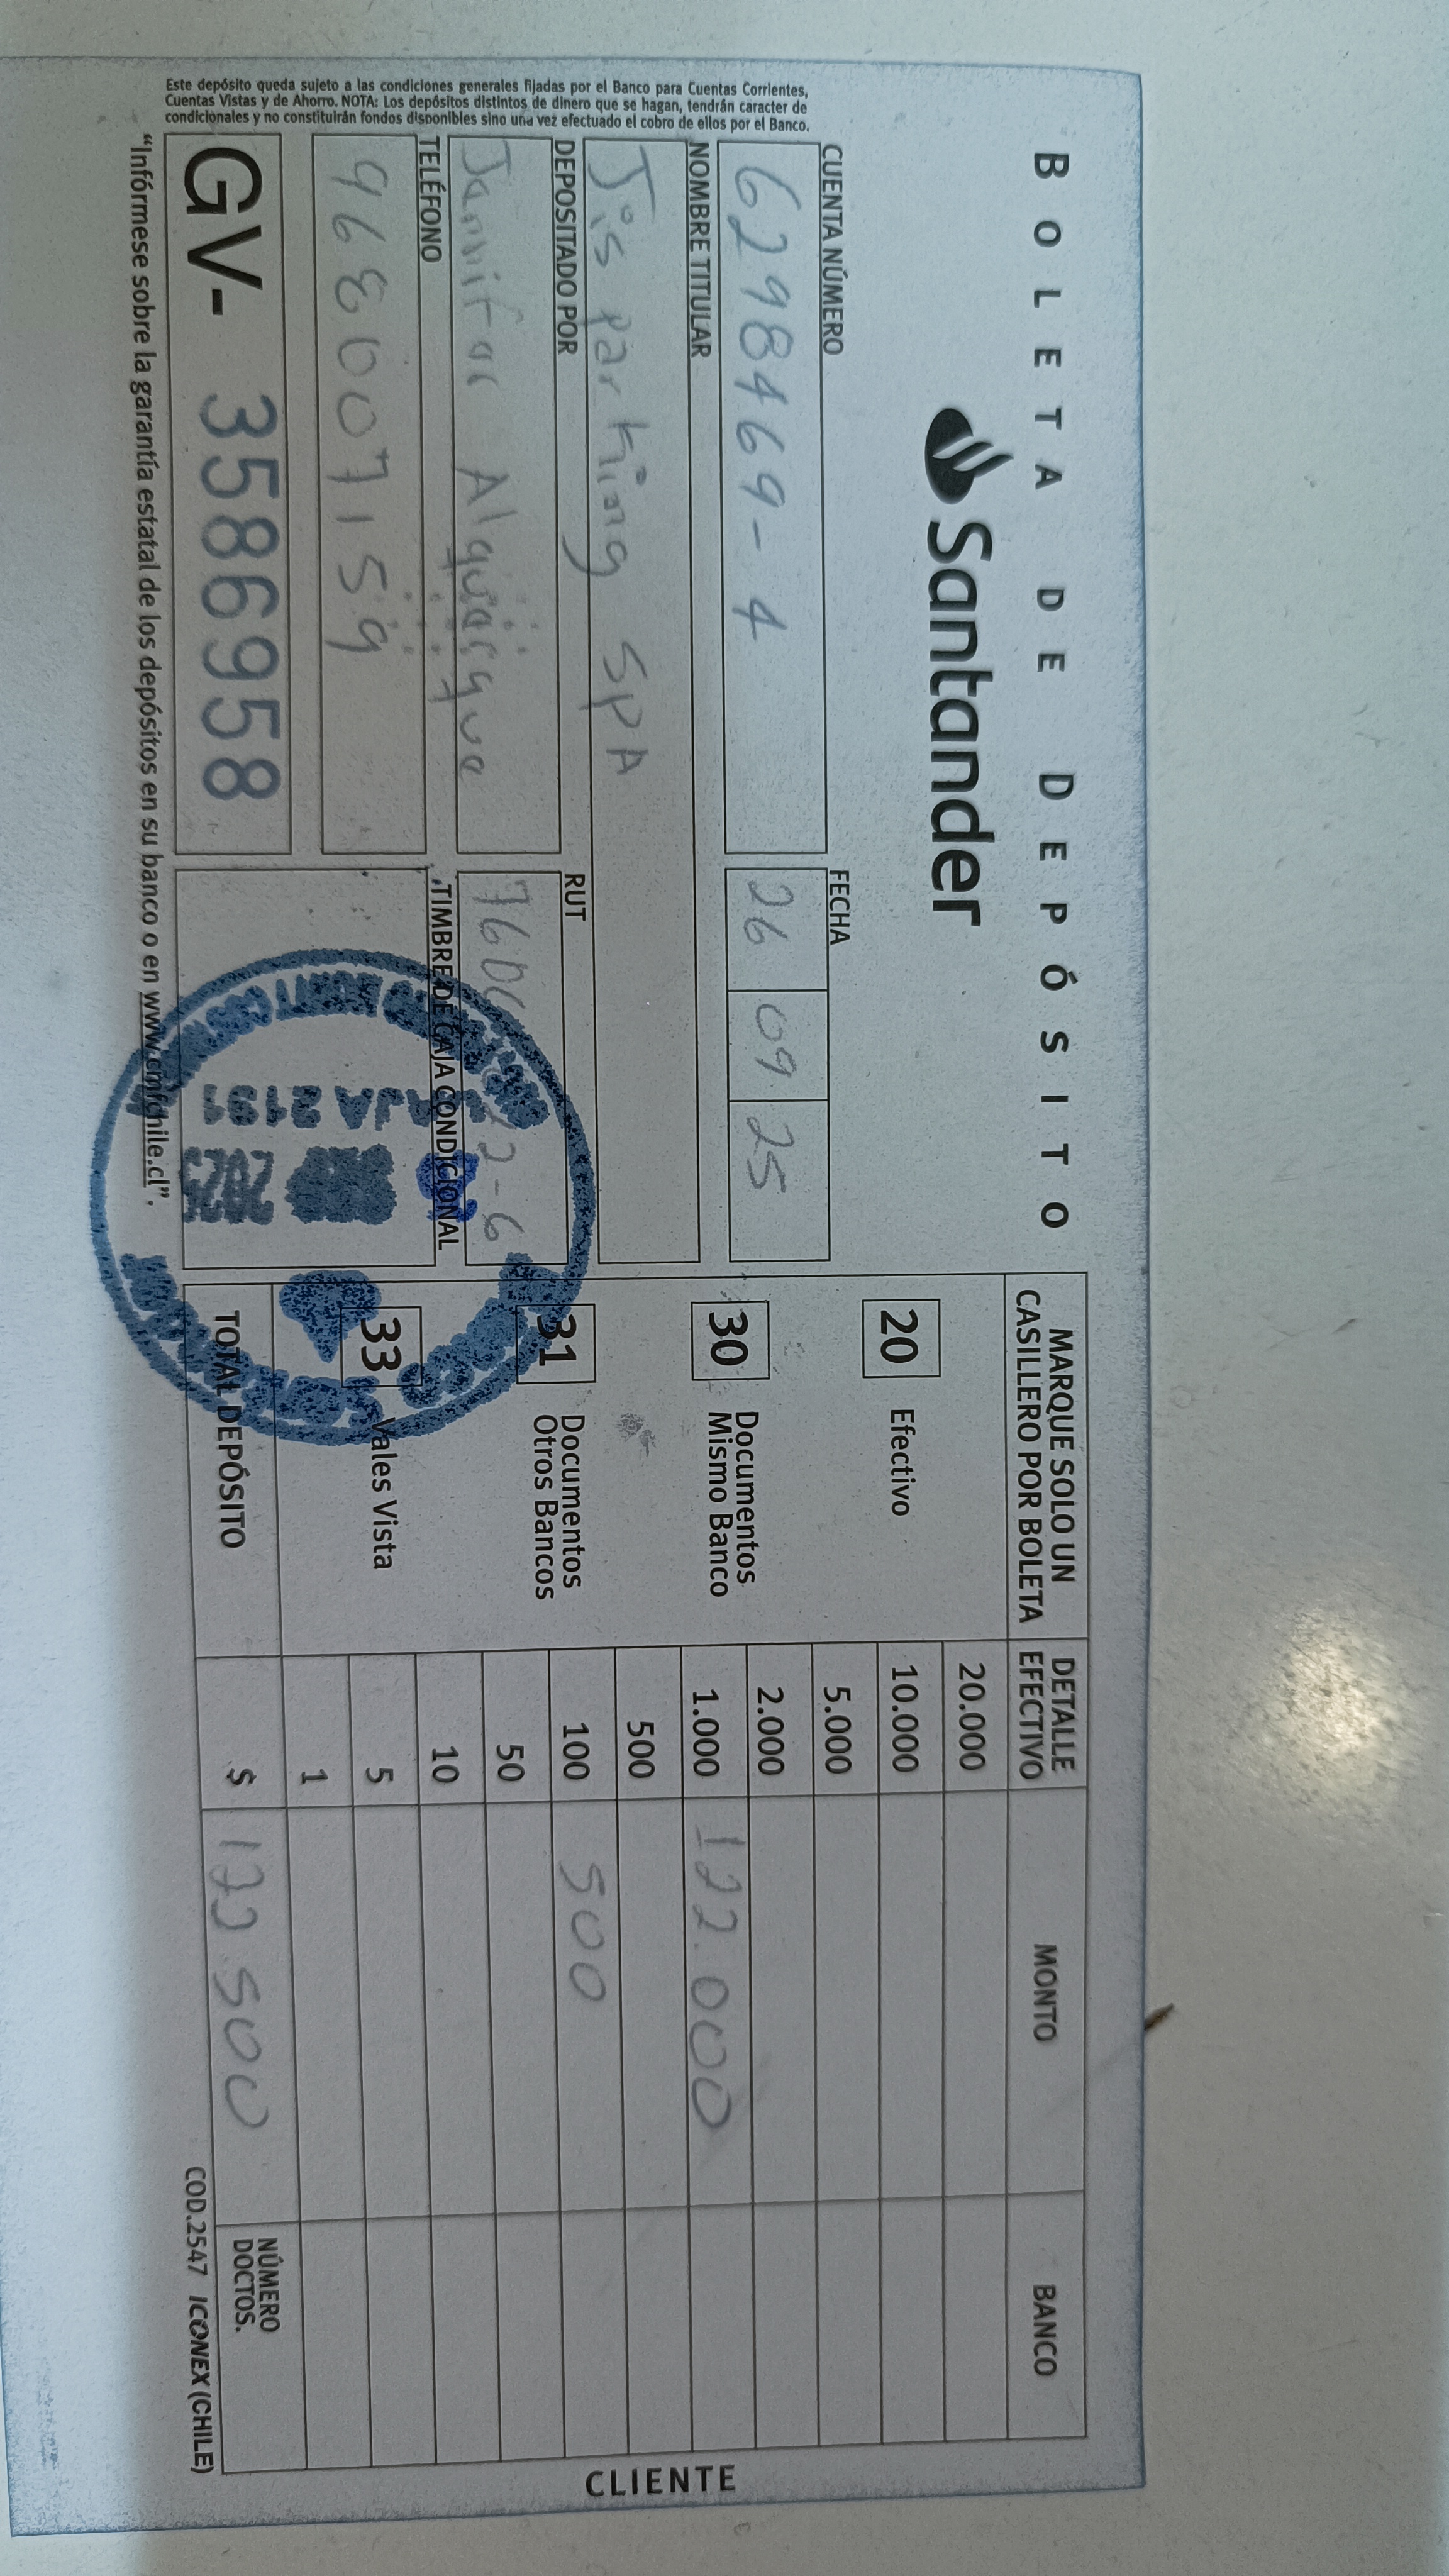 BOLETA DE DEPÓSITO
Santander
CUENTA NÚMERO
6298469-4
FECHA
26 09 25
NOMBRE TITULAR
Jis parking SpA
DEPOSITADO POR
RUT
TELÉFONO
968007159
TIMBRE DE CAJA CONDICIONAL
GV- 3586958
Este depósito queda sujeto a las condiciones generales fijadas por el Banco para Cuentas Corrientes,
Cuentas Vistas y de Ahorro. NOTA: Los depósitos distintos de dinero que se hagan, tendrán caracter de
condicionales y no constituirán fondos disponibles sino una vez efectuado el cobro de ellos por el Banco.
"Infórmese sobre la garantía estatal de los depósitos en su banco o en www.cmfchile.cl".
MARQUE SOLO UN
CASILLERO POR BOLETA
20 Efectivo
30 Documentos
Mismo Banco
31 Documentos
Otros Bancos
33 Vales Vista
TOTAL DEPÓSITO
DETALLE
EFECTIVO
MONTO
BANCO
20.000
10.000
5.000
2.000
1.000 122.000
500
100 500
50
10
5
1
$ 122.500
NÚMERO
DOCTOS.
COD.2547 ICONEX (CHILE)
CLIENTE